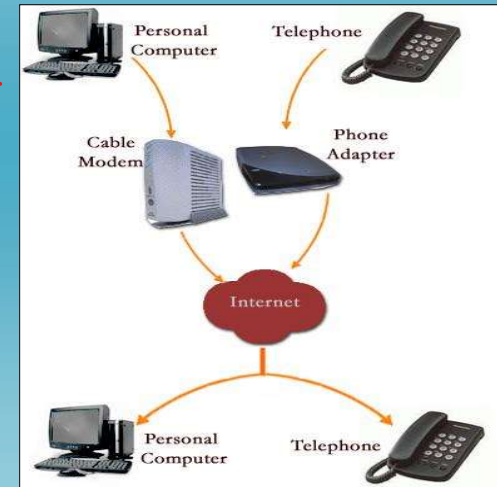 Personal
Computer
Telephone
Cable
Modem
Phone
Adapter
Internet
Personal
Computer
Telephone